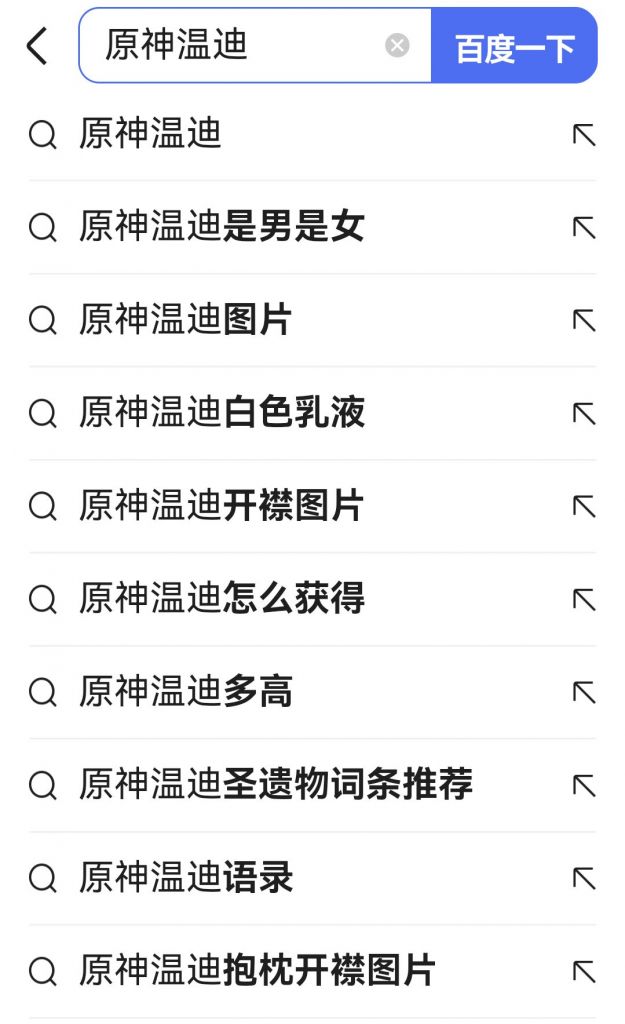 原神温迪 百度一下
原神温迪
原神温迪是男是女
原神温迪图片
原神温迪白色乳液
原神温迪开襟图片
原神温迪怎么获得
原神温迪多高
原神温迪圣遗物词条推荐
原神温迪语录
原神温迪抱枕开襟图片